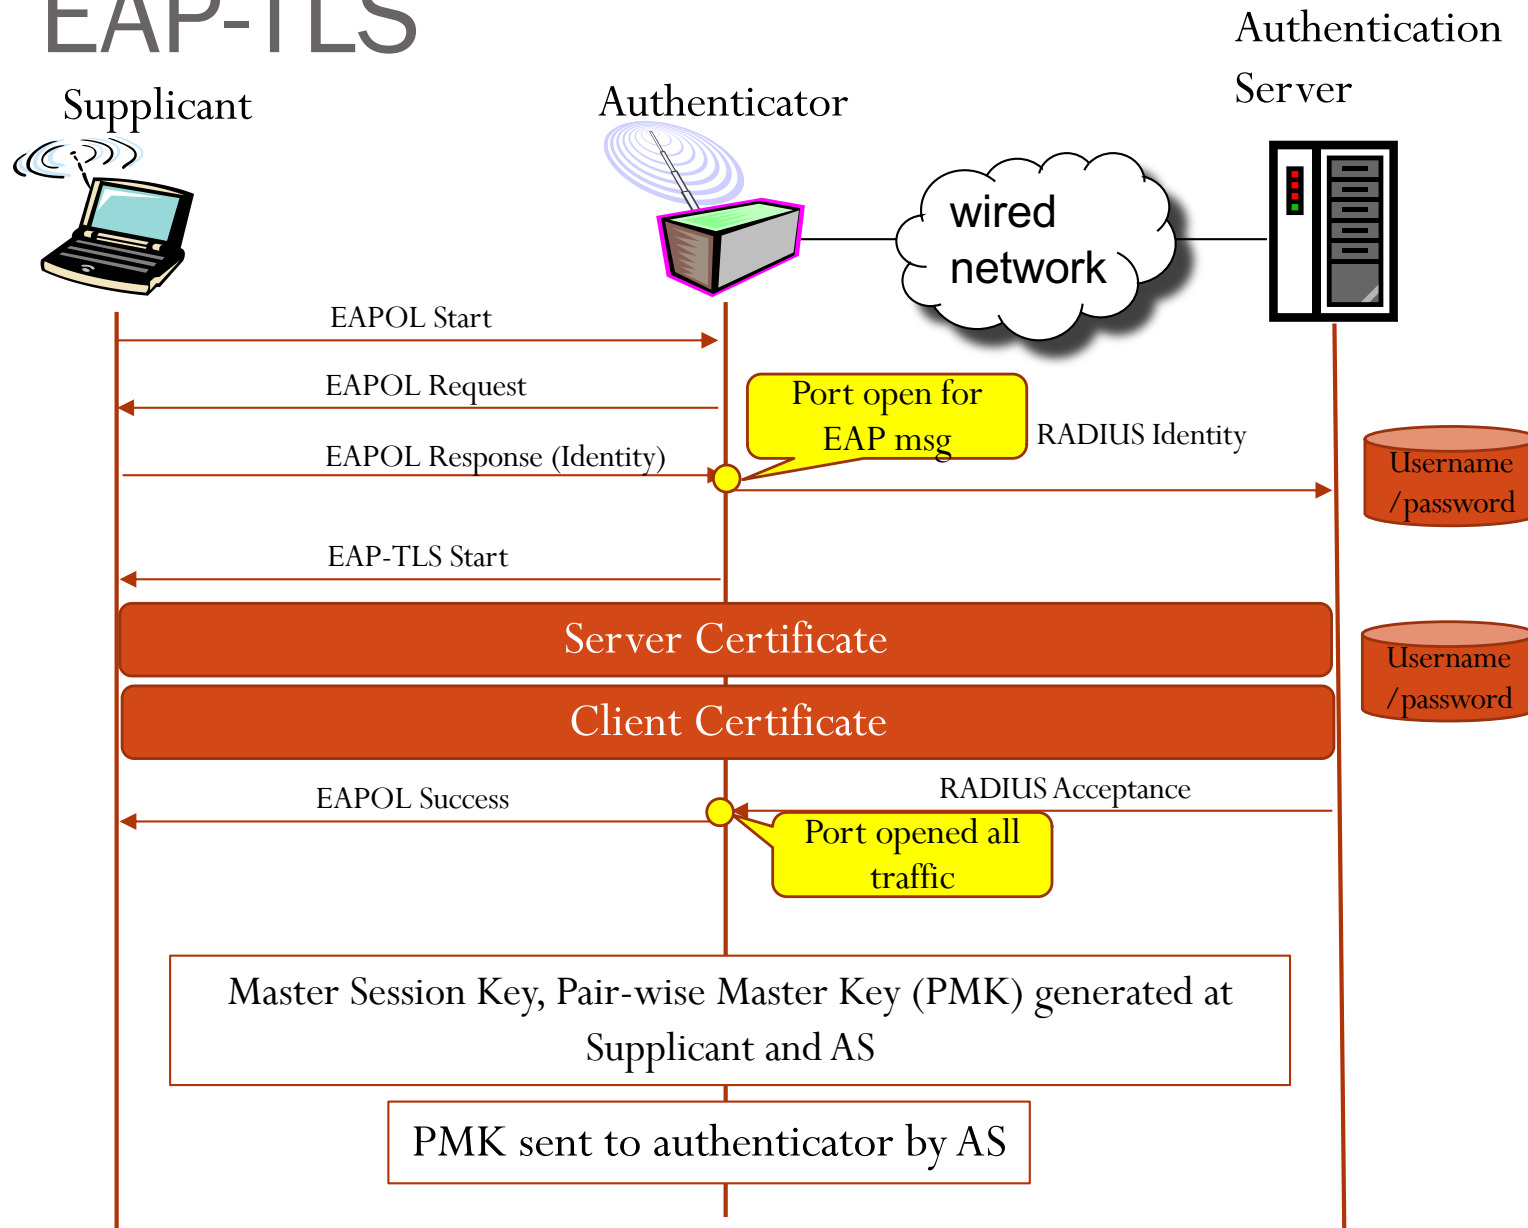 EAP-TLS
Authentication
Server
Supplicant
Authenticator
wired
network
EAPOL Start
EAPOL Request
Port open for
EAP msg
RADIUS Identity
EAPOL Response (Identity)
Username
/password
EAP-TLS Start
Server Certificate
Username
/password
Client Certificate
EAPOL Success
RADIUS Acceptance
Port opened all
traffic
Master Session Key, Pair-wise Master Key (PMK) generated at
Supplicant and AS
PMK sent to authenticator by AS